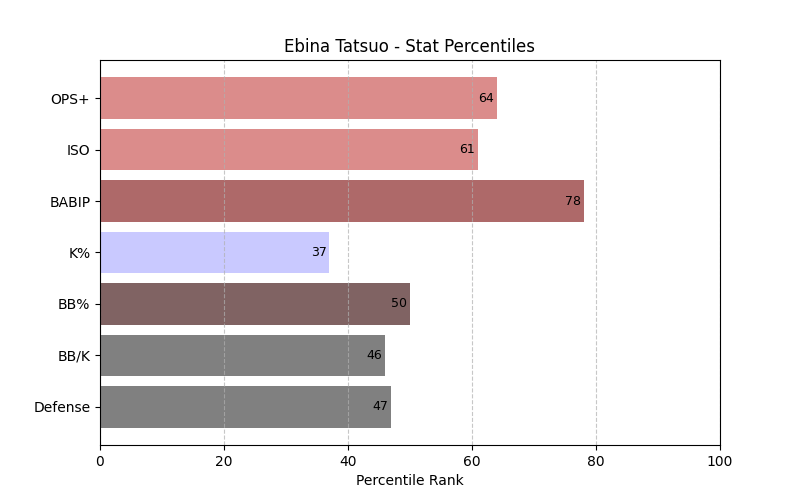 Ebina Tatsuo - Stat Percentiles
OPS+ 64
ISO 61
BABIP 78
K% 37
BB% 50
BB/K 46
Defense 47
0 20 40 60 80 100
Percentile Rank